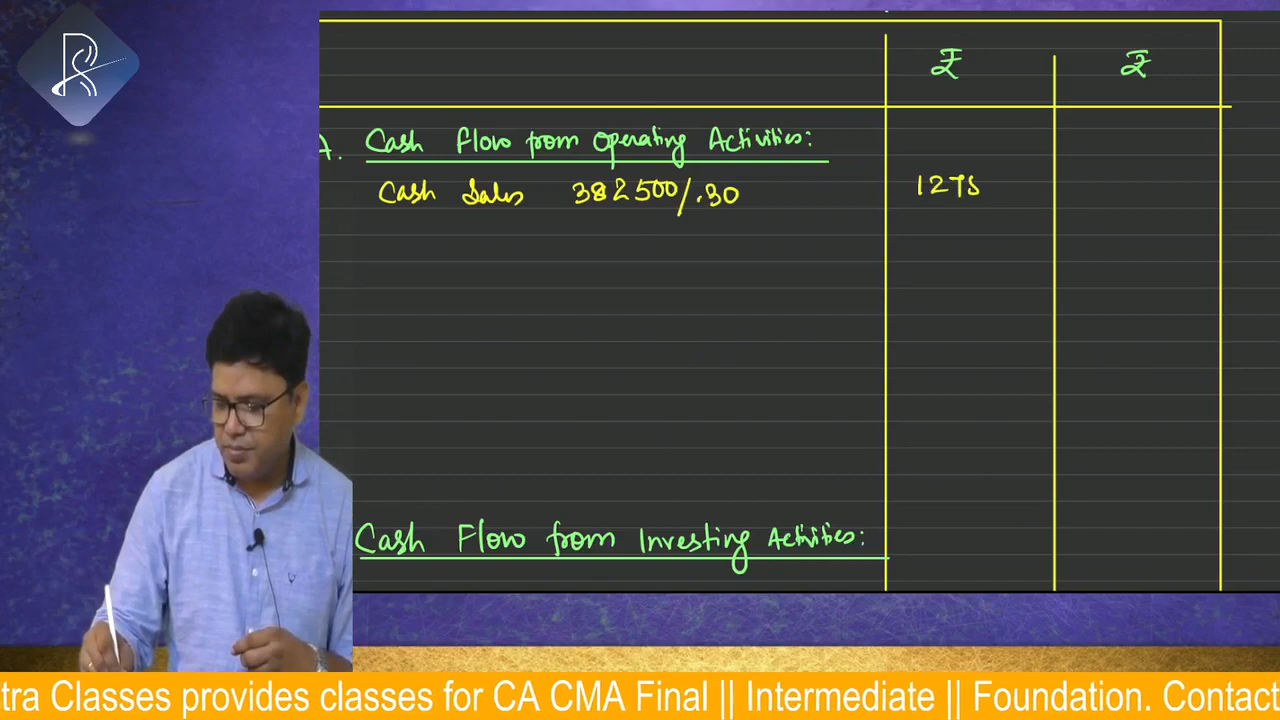 ₹ ₹
A. Cash Flow from Operating Activities:
Cash Sales 382500/.30 1275
Cash Flow from Investing Activities:
tra Classes provides classes for CA CMA Final || Intermediate || Foundation. Contact